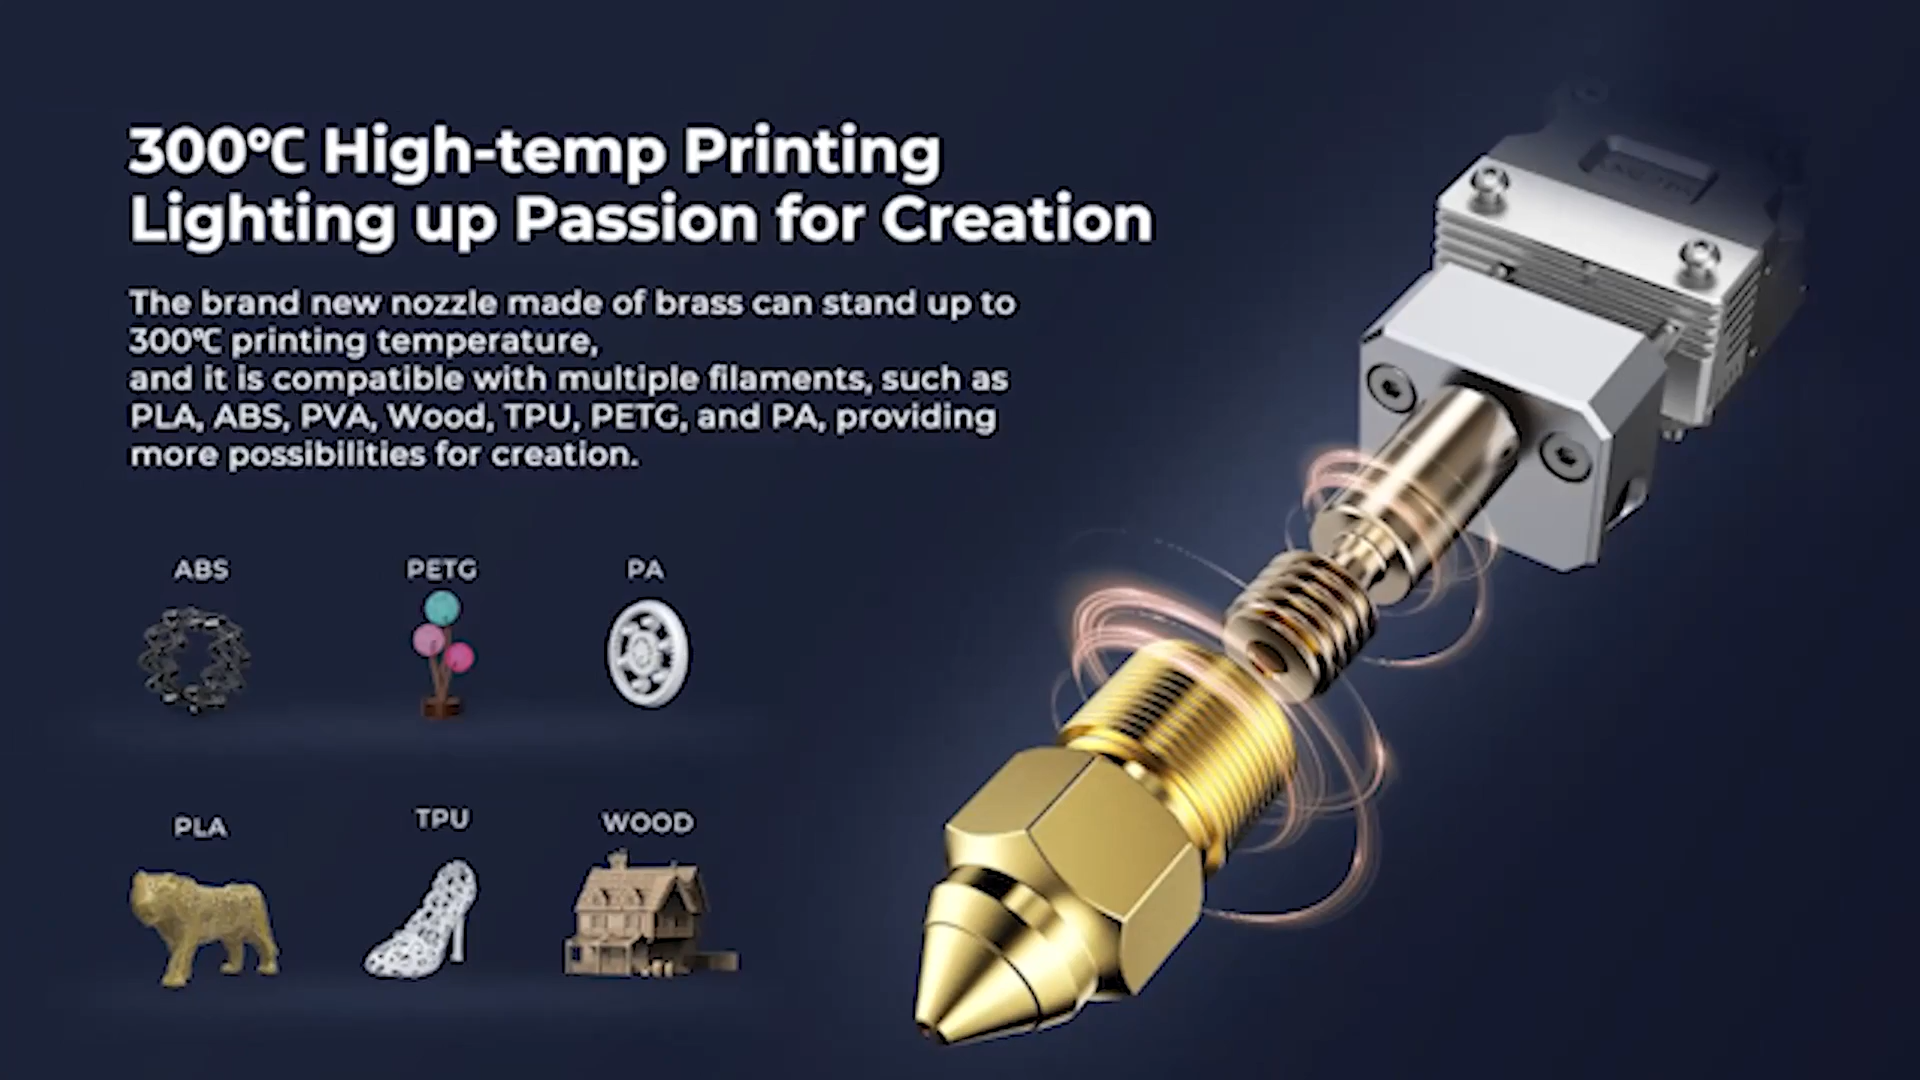 300℃ High-temp Printing
Lighting up Passion for Creation
The brand new nozzle made of brass can stand up to
300℃ printing temperature,
and it is compatible with multiple filaments, such as
PLA, ABS, PVA, Wood, TPU, PETG, and PA, providing
more possibilities for creation.
ABS
PETG
PA
PLA
TPU
WOOD